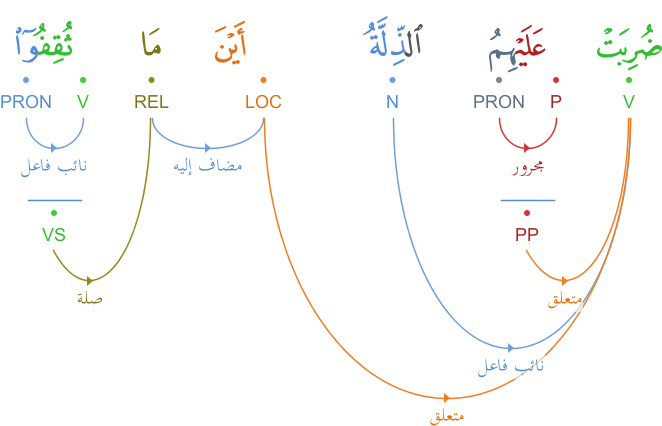 ضُرِبَتْ عَلَيْهِمُ ٱلذِّلَّةُ أَيْنَ مَا ثُقِفُوٓا۟
V P PRON N LOC REL V PRON
مجرور مضاف إليه نائب فاعل
PP VS
متعلق صلة
نائب فاعل
متعلق